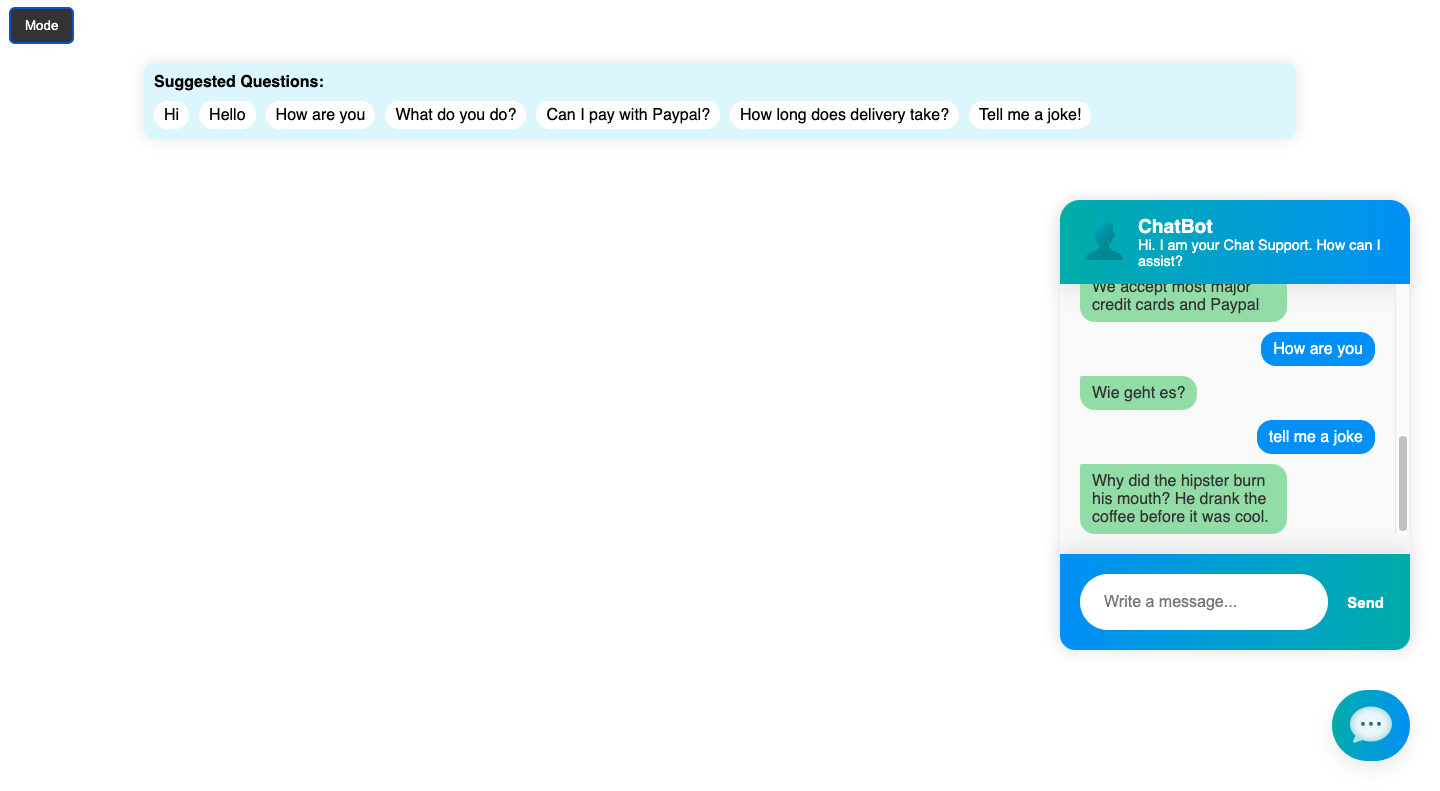 Mode
Suggested Questions:
Hi Hello How are you What do you do? Can I pay with Paypal? How long does delivery take? Tell me a joke!
ChatBot
Hi. I am your Chat Support. How can I
assist?
We accept most major
credit cards and Paypal
How are you
Wie geht es?
tell me a joke
Why did the hipster burn
his mouth? He drank the
coffee before it was cool.
Write a message...
Send